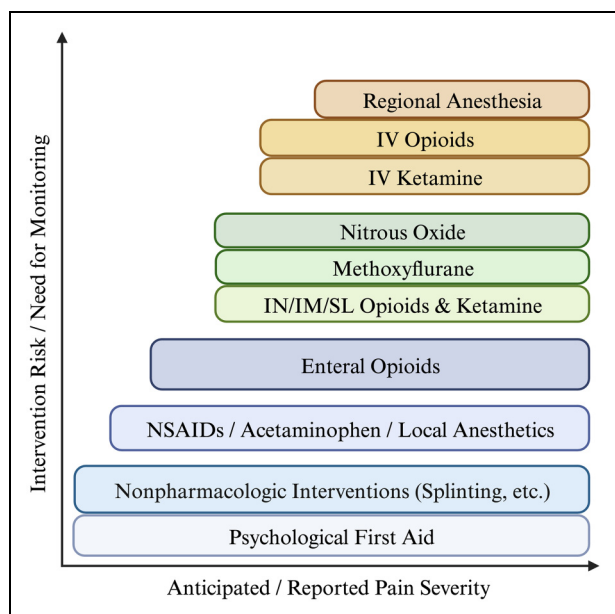 Intervention Risk / Need for Monitoring
Regional Anesthesia
IV Opioids
IV Ketamine
Nitrous Oxide
Methoxyflurane
IN/IM/SL Opioids & Ketamine
Enteral Opioids
NSAIDs / Acetaminophen / Local Anesthetics
Nonpharmacologic Interventions (Splinting, etc.)
Psychological First Aid
Anticipated / Reported Pain Severity